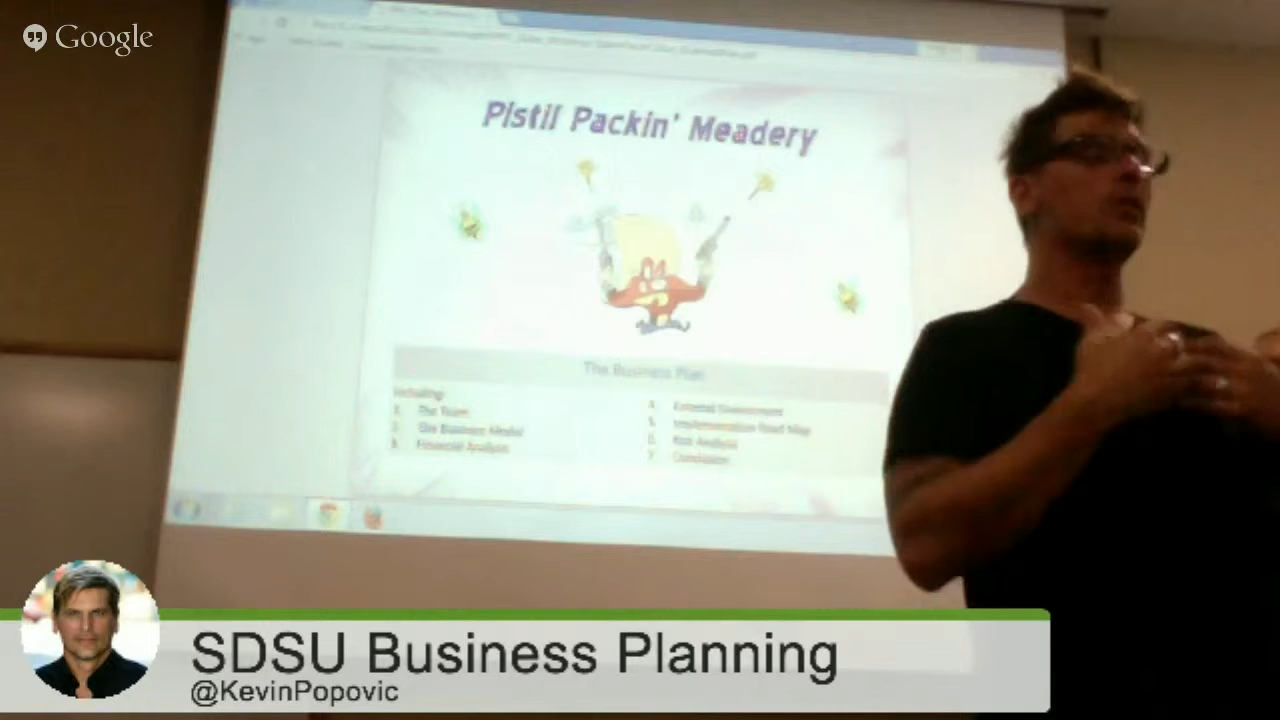 Google
Pistil Packin' Meadery
The Business Plan
Including:
1. The Team
2. The Business Model
3. Financial Analysis
4. External Environment
5. Implementation Road Map
6. Risk Analysis
7. Conclusion
SDSU Business Planning
@KevinPopovic